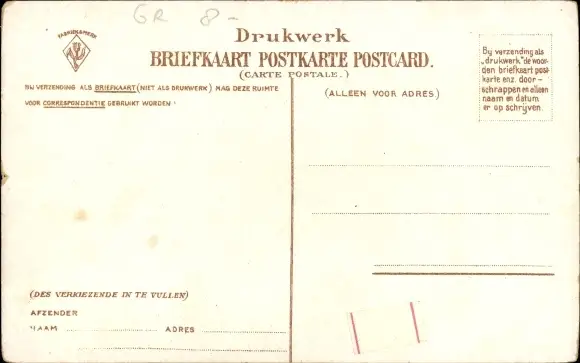 GR 8-
FABRIEKSMERK
Drukwerk
BRIEFKAART POSTKARTE POSTCARD.
(CARTE POSTALE.)
BIJ VERZENDING ALS BRIEFKAART (NIET ALS DRUKWERK) MAG DEZE RUIMTE
VOOR CORRESPONDENTIE GEBRUIKT WORDEN
(ALLEEN VOOR ADRES)
Bij verzending als
„drukwerk" de woor-
den briefkaart post-
karte enz. door-
schrappen en alleen
naam en datum
er op schrijven.
(DES VERKIEZENDE IN TE VULLEN)
AFZENDER
NAAM ADRES